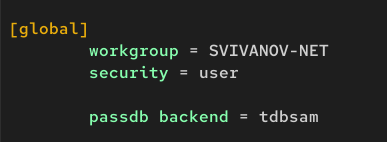 [global]
workgroup = SVIVANOV-NET
security = user
passdb backend = tdbsam